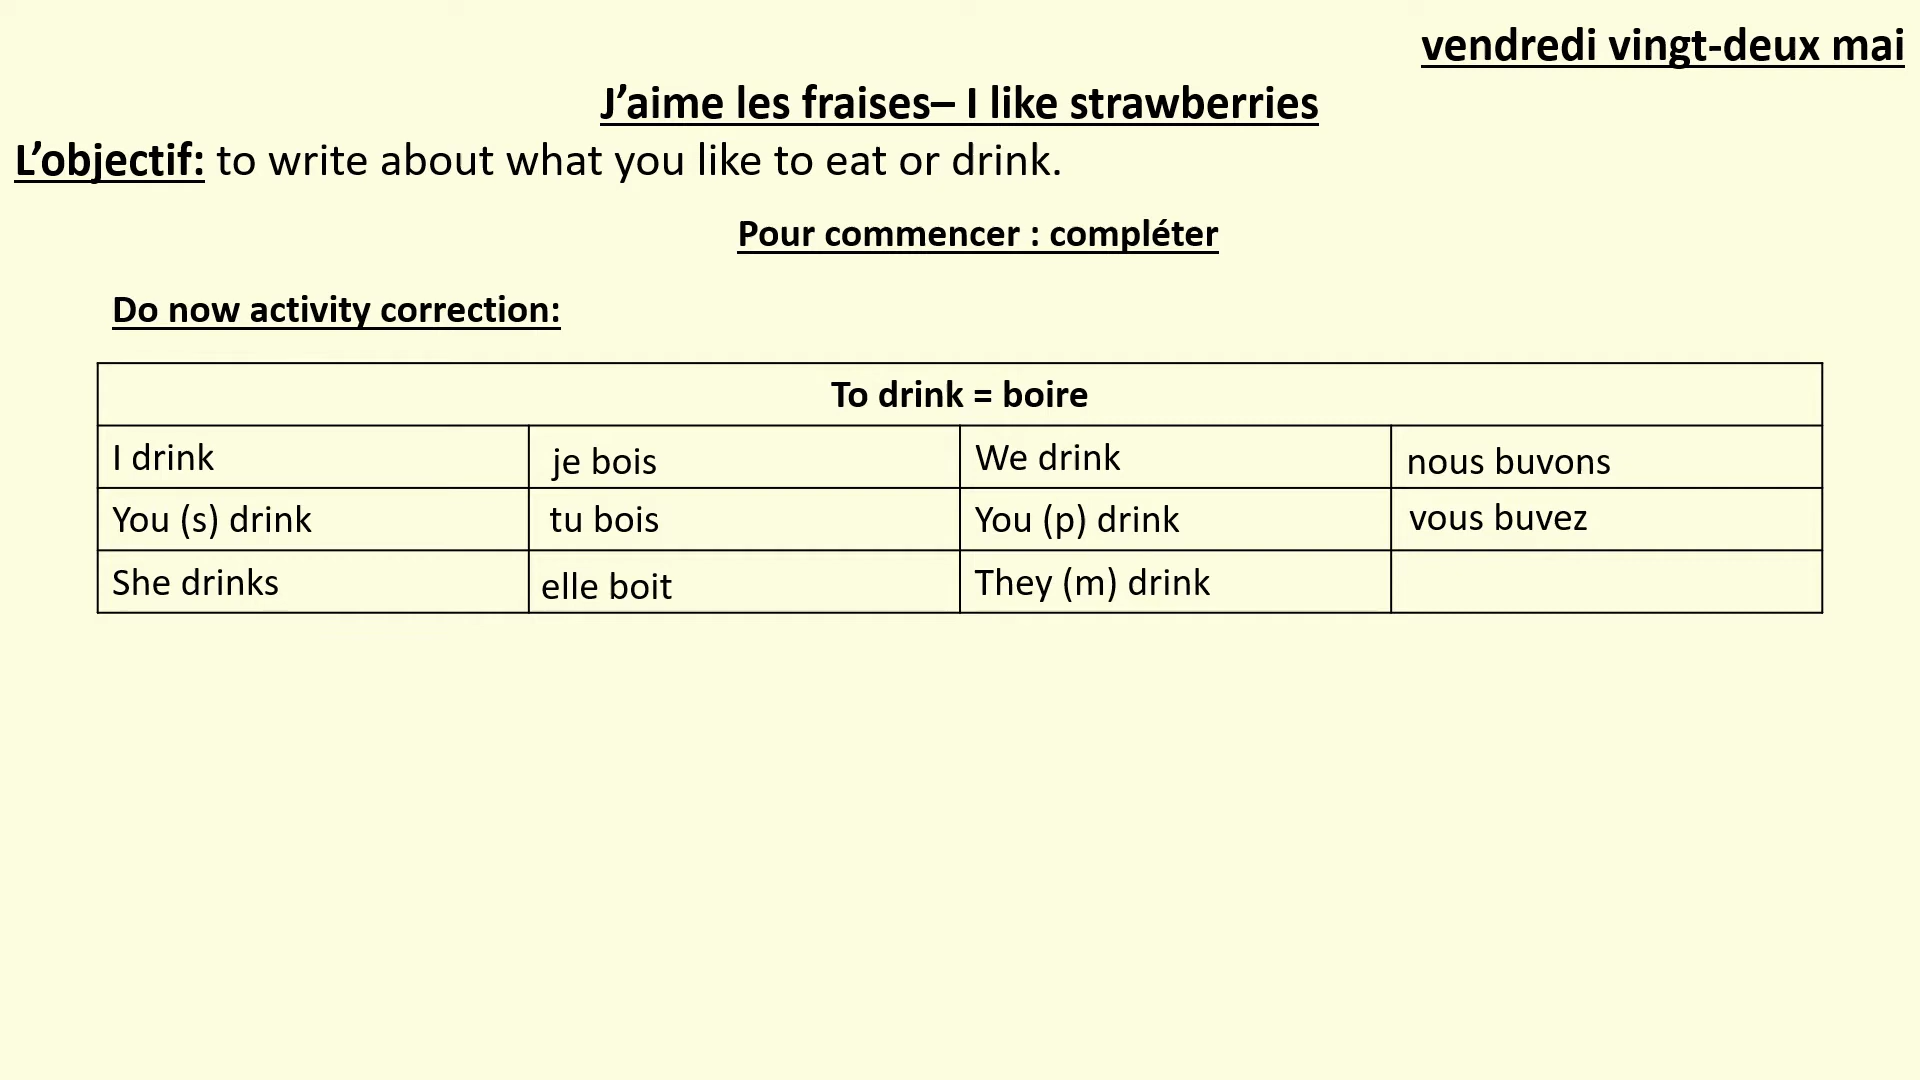 vendredi vingt-deux mai
J’aime les fraises– I like strawberries
L’objectif: to write about what you like to eat or drink.
Pour commencer : compléter
Do now activity correction:
To drink = boire
I drink je bois We drink nous buvons
You (s) drink tu bois You (p) drink vous buvez
She drinks elle boit They (m) drink